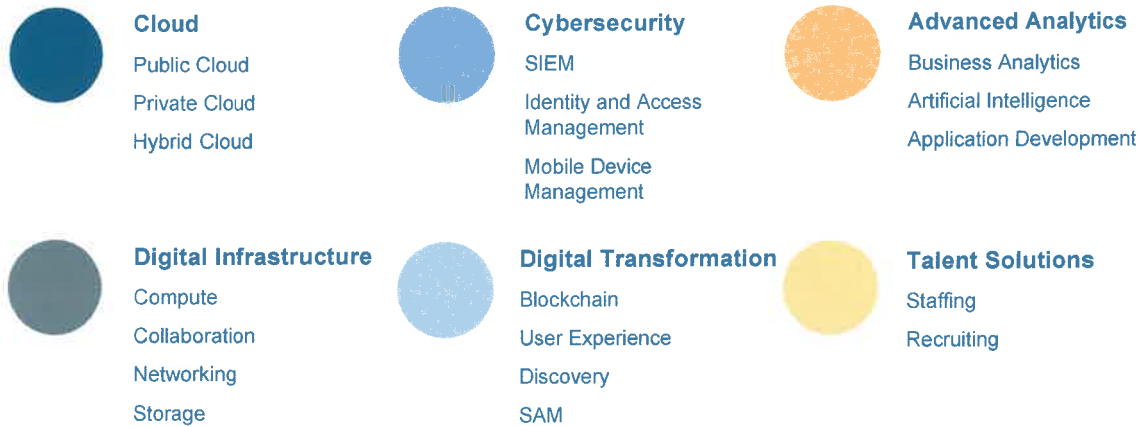 Cloud
Public Cloud
Private Cloud
Hybrid Cloud
Cybersecurity
SIEM
Identity and Access
Management
Mobile Device
Management
Advanced Analytics
Business Analytics
Artificial Intelligence
Application Development
Digital Infrastructure
Compute
Collaboration
Networking
Storage
Digital Transformation
Blockchain
User Experience
Discovery
SAM
Talent Solutions
Staffing
Recruiting